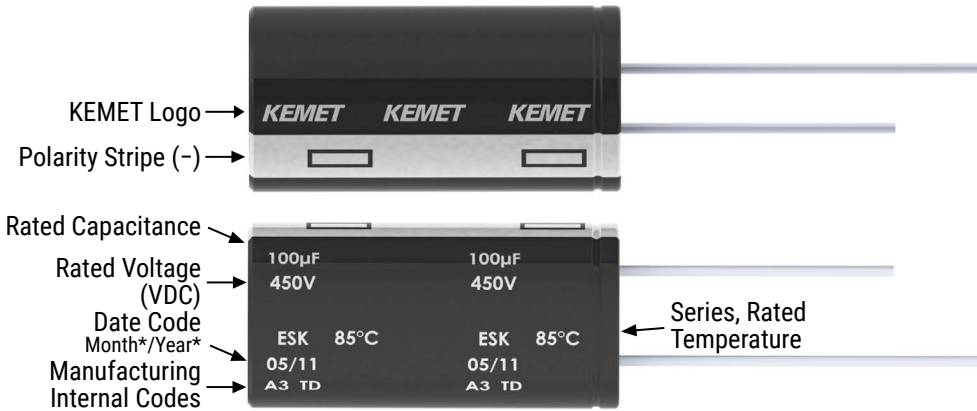 KEMET Logo
KEMET KEMET KEMET
Polarity Stripe (−)
Rated Capacitance
100µF 100µF
Rated Voltage
(VDC)
450V 450V
Date Code
Month*/Year*
ESK 85°C ESK 85°C
05/11 05/11
Manufacturing
Internal Codes
A3 TD A3 TD
Series, Rated
Temperature